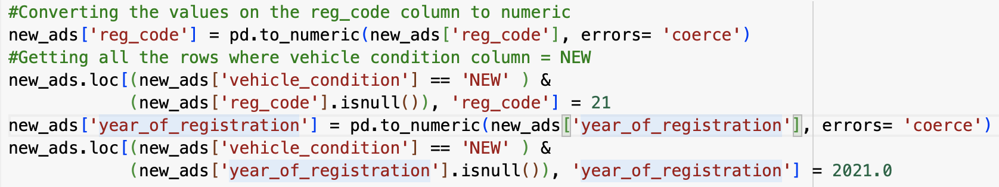 #Converting the values on the reg_code column to numeric
new_ads['reg_code'] = pd.to_numeric(new_ads['reg_code'], errors= 'coerce')
#Getting all the rows where vehicle condition column = NEW
new_ads.loc[(new_ads['vehicle_condition'] == 'NEW' ) &
(new_ads['reg_code'].isnull()), 'reg_code'] = 21
new_ads['year_of_registration'] = pd.to_numeric(new_ads['year_of_registration'], errors= 'coerce')
new_ads.loc[(new_ads['vehicle_condition'] == 'NEW' ) &
(new_ads['year_of_registration'].isnull()), 'year_of_registration'] = 2021.0